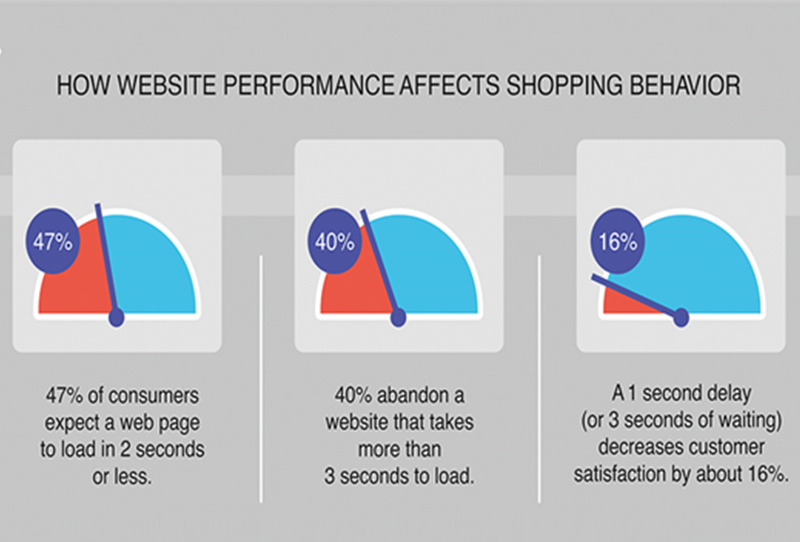 HOW WEBSITE PERFORMANCE AFFECTS SHOPPING BEHAVIOR
47%
40%
16%
47% of consumers
expect a web page
to load in 2 seconds
or less.
40% abandon a
website that takes
more than
3 seconds to load.
A 1 second delay
(or 3 seconds of waiting)
decreases customer
satisfaction by about 16%.